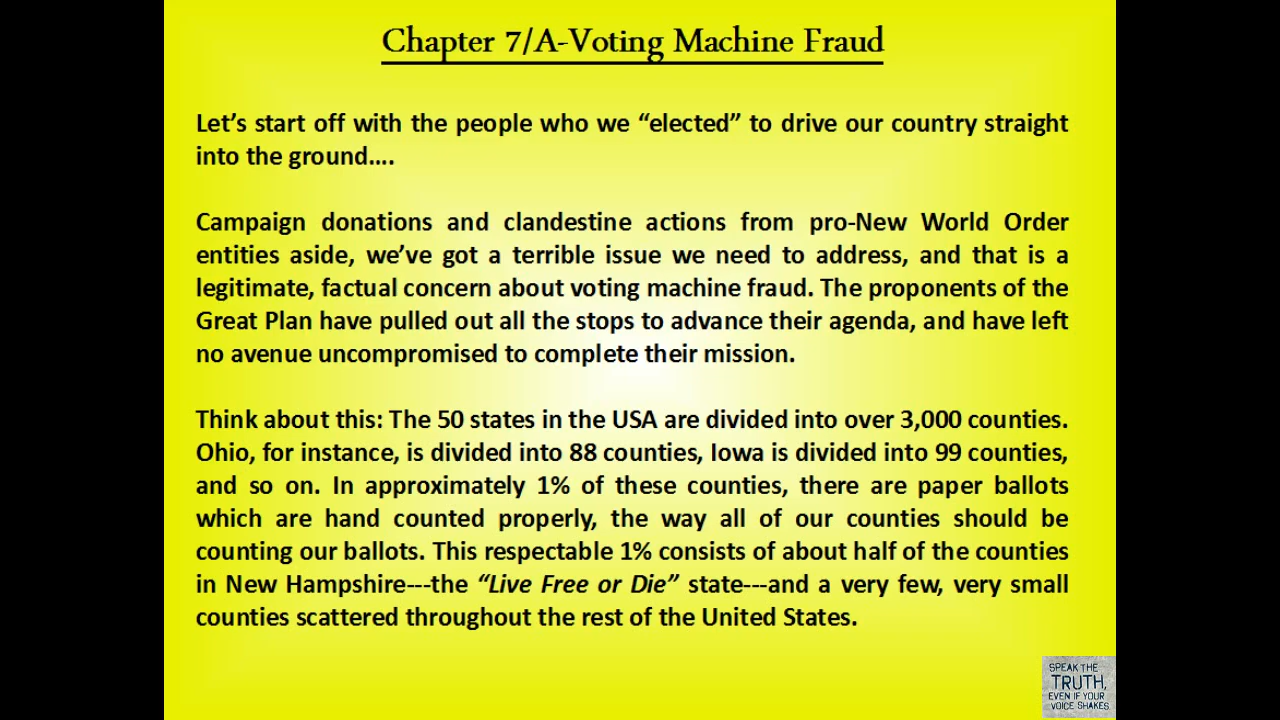 Chapter 7/A-Voting Machine Fraud
Let's start off with the people who we “elected” to drive our country straight
into the ground….
Campaign donations and clandestine actions from pro-New World Order
entities aside, we've got a terrible issue we need to address, and that is a
legitimate, factual concern about voting machine fraud. The proponents of the
Great Plan have pulled out all the stops to advance their agenda, and have left
no avenue uncompromised to complete their mission.
Think about this: The 50 states in the USA are divided into over 3,000 counties.
Ohio, for instance, is divided into 88 counties, Iowa is divided into 99 counties,
and so on. In approximately 1% of these counties, there are paper ballots
which are hand counted properly, the way all of our counties should be
counting our ballots. This respectable 1% consists of about half of the counties
in New Hampshire---the “Live Free or Die” state---and a very few, very small
counties scattered throughout the rest of the United States.
SPEAK THE
TRUTH,
EVEN IF YOUR
VOICE SHAKES.